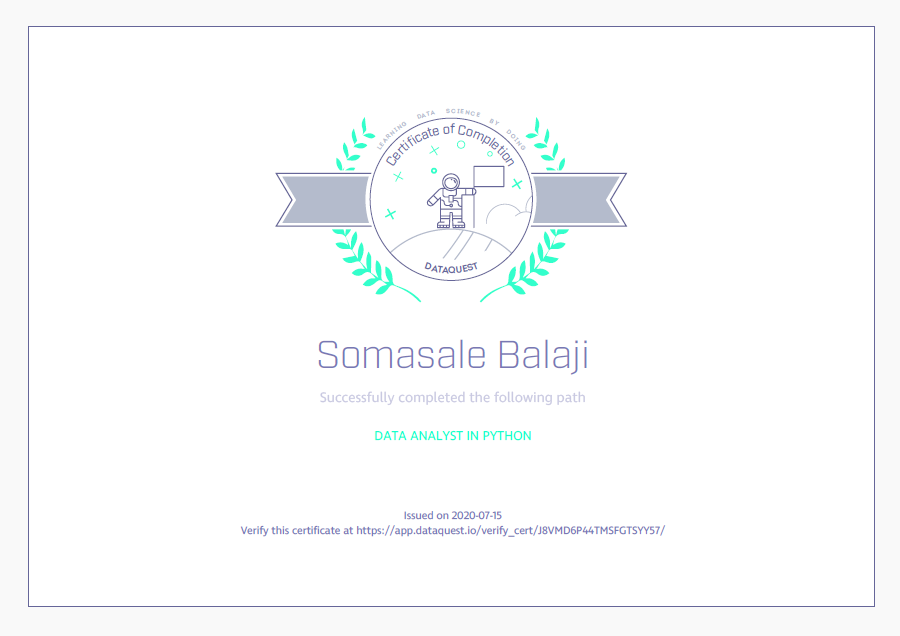 LEARNING DATA SCIENCE BY DOING
Certificate of Completion
DATAQUEST
Somasale Balaji
Successfully completed the following path
DATA ANALYST IN PYTHON
Issued on 2020-07-15
Verify this certificate at https://app.dataquest.io/verify_cert/J8VMD6P44TMSFGTSYY57/